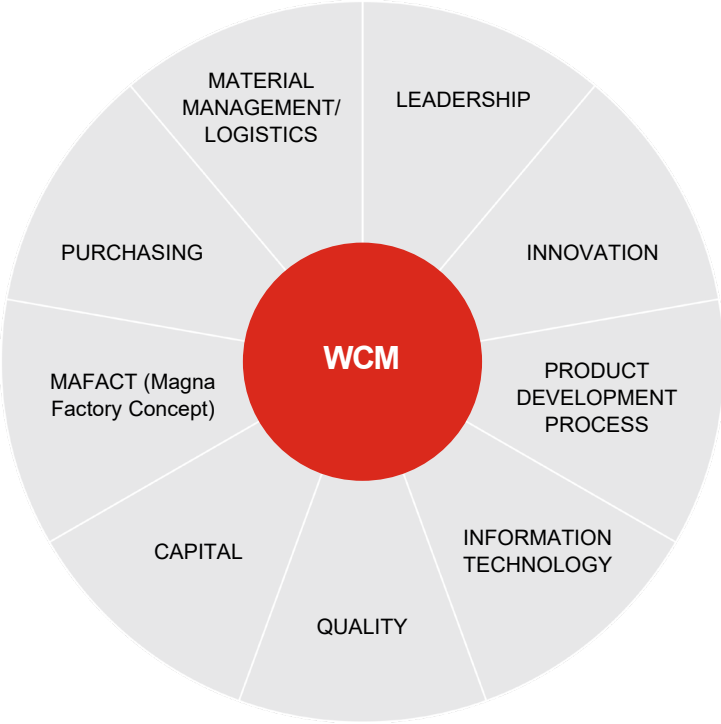 MATERIAL
MANAGEMENT/
LOGISTICS
LEADERSHIP
PURCHASING
INNOVATION
WCM
MAFACT (Magna
Factory Concept)
PRODUCT
DEVELOPMENT
PROCESS
CAPITAL
INFORMATION
TECHNOLOGY
QUALITY